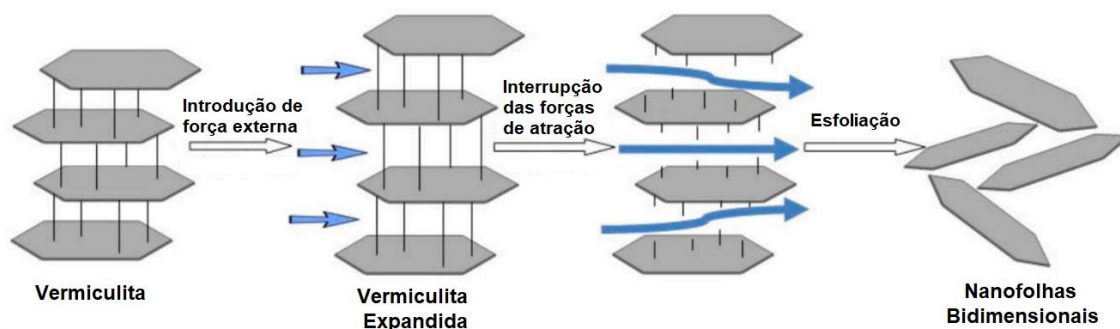 Introdução de
força externa
Interrupção
das forças
de atração
Esfoliação
Vermiculita
Vermiculita
Expandida
Nanofolhas
Bidimensionais